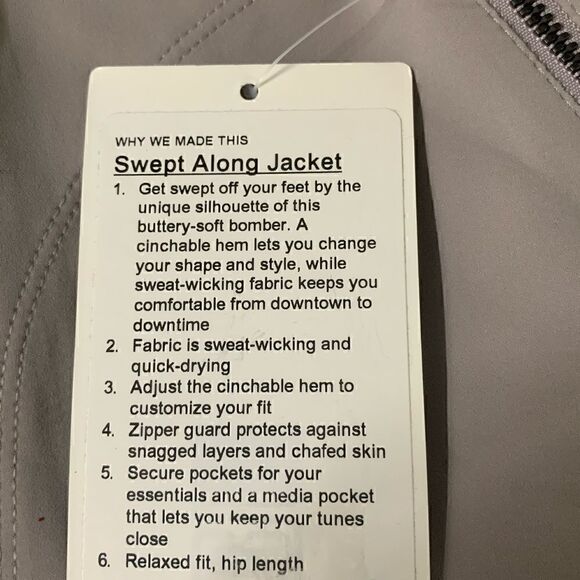 WHY WE MADE THIS
Swept Along Jacket
1. Get swept off your feet by the
unique silhouette of this
buttery-soft bomber. A
cinchable hem lets you change
your shape and style, while
sweat-wicking fabric keeps you
comfortable from downtown to
downtime
2. Fabric is sweat-wicking and
quick-drying
3. Adjust the cinchable hem to
customize your fit
4. Zipper guard protects against
snagged layers and chafed skin
5. Secure pockets for your
essentials and a media pocket
that lets you keep your tunes
close
6. Relaxed fit, hip length